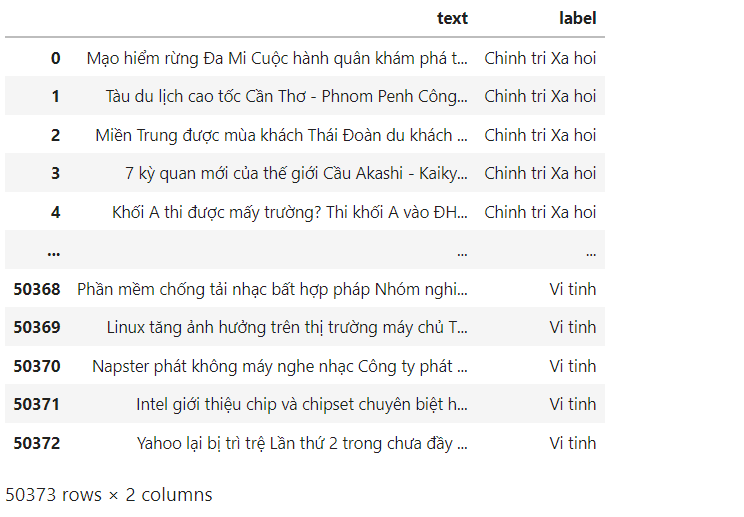 text label
0 Mạo hiểm rừng Đa Mi Cuộc hành quân khám phá t... Chinh tri Xa hoi
1 Tàu du lịch cao tốc Cần Thơ - Phnom Penh Công... Chinh tri Xa hoi
2 Miền Trung được mùa khách Thái Đoàn du khách ... Chinh tri Xa hoi
3 7 kỳ quan mới của thế giới Cầu Akashi - Kaiky... Chinh tri Xa hoi
4 Khối A thi được mấy trường? Thi khối A vào ĐH... Chinh tri Xa hoi
... ... ...
50368 Phần mềm chống tải nhạc bất hợp pháp Nhóm nghi... Vi tinh
50369 Linux tăng ảnh hưởng trên thị trường máy chủ T... Vi tinh
50370 Napster phát không máy nghe nhạc Công ty phát ... Vi tinh
50371 Intel giới thiệu chip và chipset chuyên biệt h... Vi tinh
50372 Yahoo lại bị trì trệ Lần thứ 2 trong chưa đầy ... Vi tinh
50373 rows × 2 columns